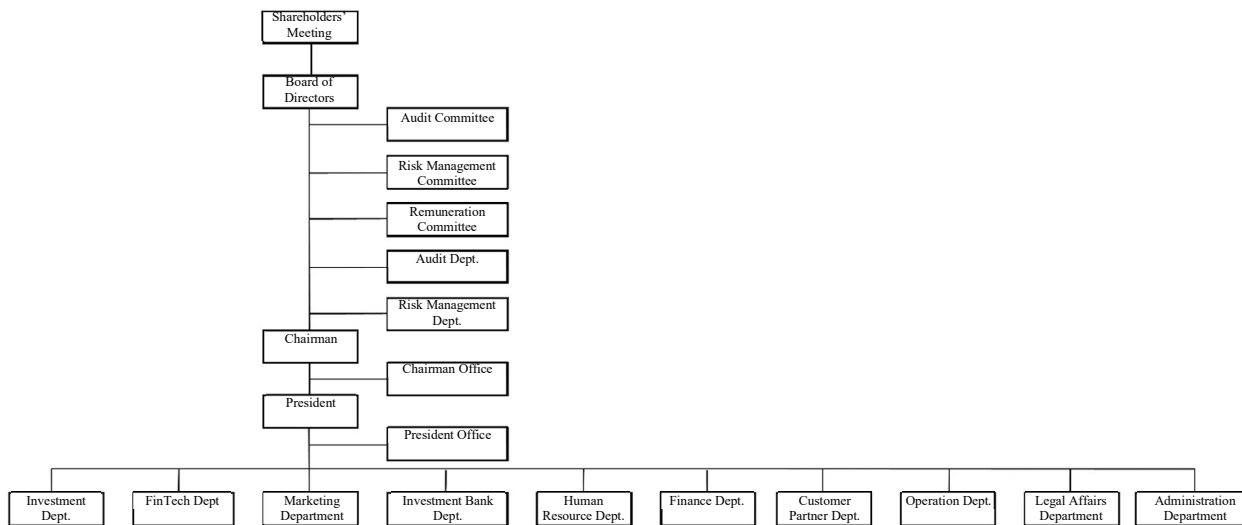 Shareholders’
Meeting
Board of
Directors
Audit Committee
Risk Management
Committee
Remuneration
Committee
Audit Dept.
Risk Management
Dept.
Chairman
Chairman Office
President
President Office
Investment
Dept.
FinTech Dept
Marketing
Department
Investment Bank
Dept.
Human
Resource Dept.
Finance Dept.
Customer
Partner Dept.
Operation Dept.
Legal Affairs
Department
Administration
Department